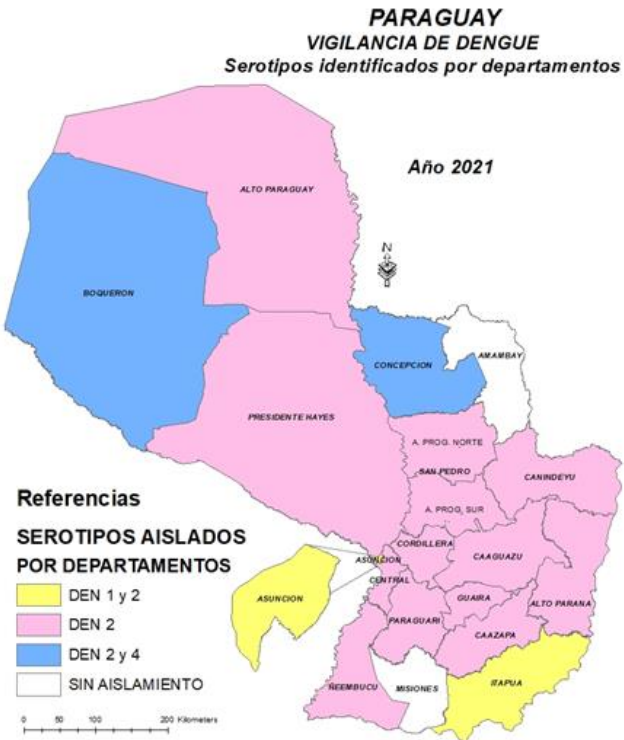 PARAGUAY
VIGILANCIA DE DENGUE
Serotipos identificados por departamentos
Año 2021
ALTO PARAGUAY
N
BOQUERON
CONCEPCION
AMAMBAY
PRESIDENTE HAYES
A. PROG. NORTE
SAN PEDRO
CANINDEYU
A. PROG. SUR
CORDILLERA
ASUNCION
CAAGUAZU
CENTRAL
ASUNCION
GUAIRA
ALTO PARANA
PARAGUARI
CAAZAPA
ÑEEMBUCU
MISIONES
ITAPUA
Referencias
SEROTIPOS AISLADOS
POR DEPARTAMENTOS
DEN 1 y 2
DEN 2
DEN 2 y 4
SIN AISLAMIENTO
0 50 100 200 Kilometers